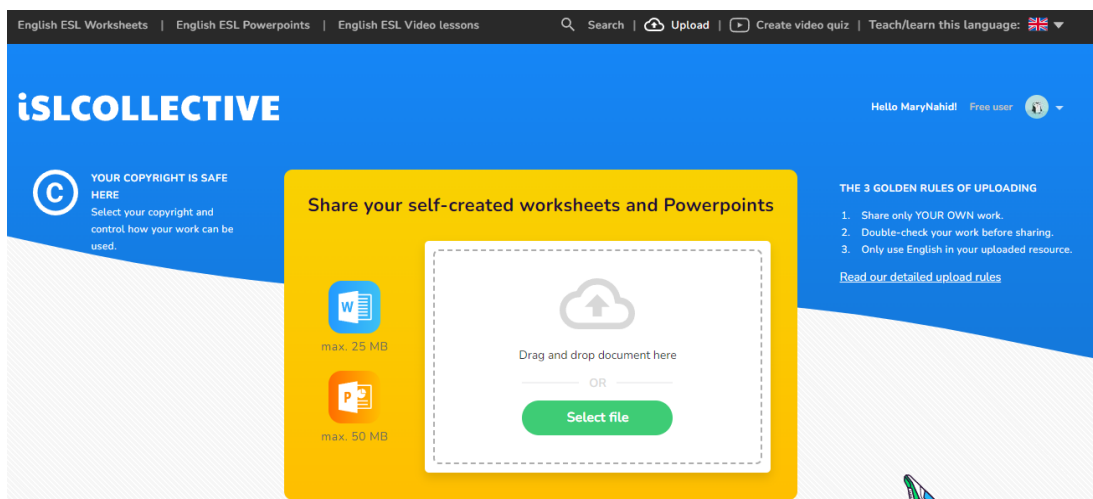 English ESL Worksheets | English ESL Powerpoints | English ESL Video lessons
Search | Upload | Create video quiz | Teach/learn this language:
iSLCOLLECTIVE
Hello MaryNahid! Free user
C
YOUR COPYRIGHT IS SAFE
HERE
Select your copyright and
control how your work can be
used.
Share your self-created worksheets and Powerpoints
W
max. 25 MB
P
max. 50 MB
Drag and drop document here
OR
Select file
THE 3 GOLDEN RULES OF UPLOADING
1. Share only YOUR OWN work.
2. Double-check your work before sharing.
3. Only use English in your uploaded resource.
Read our detailed upload rules